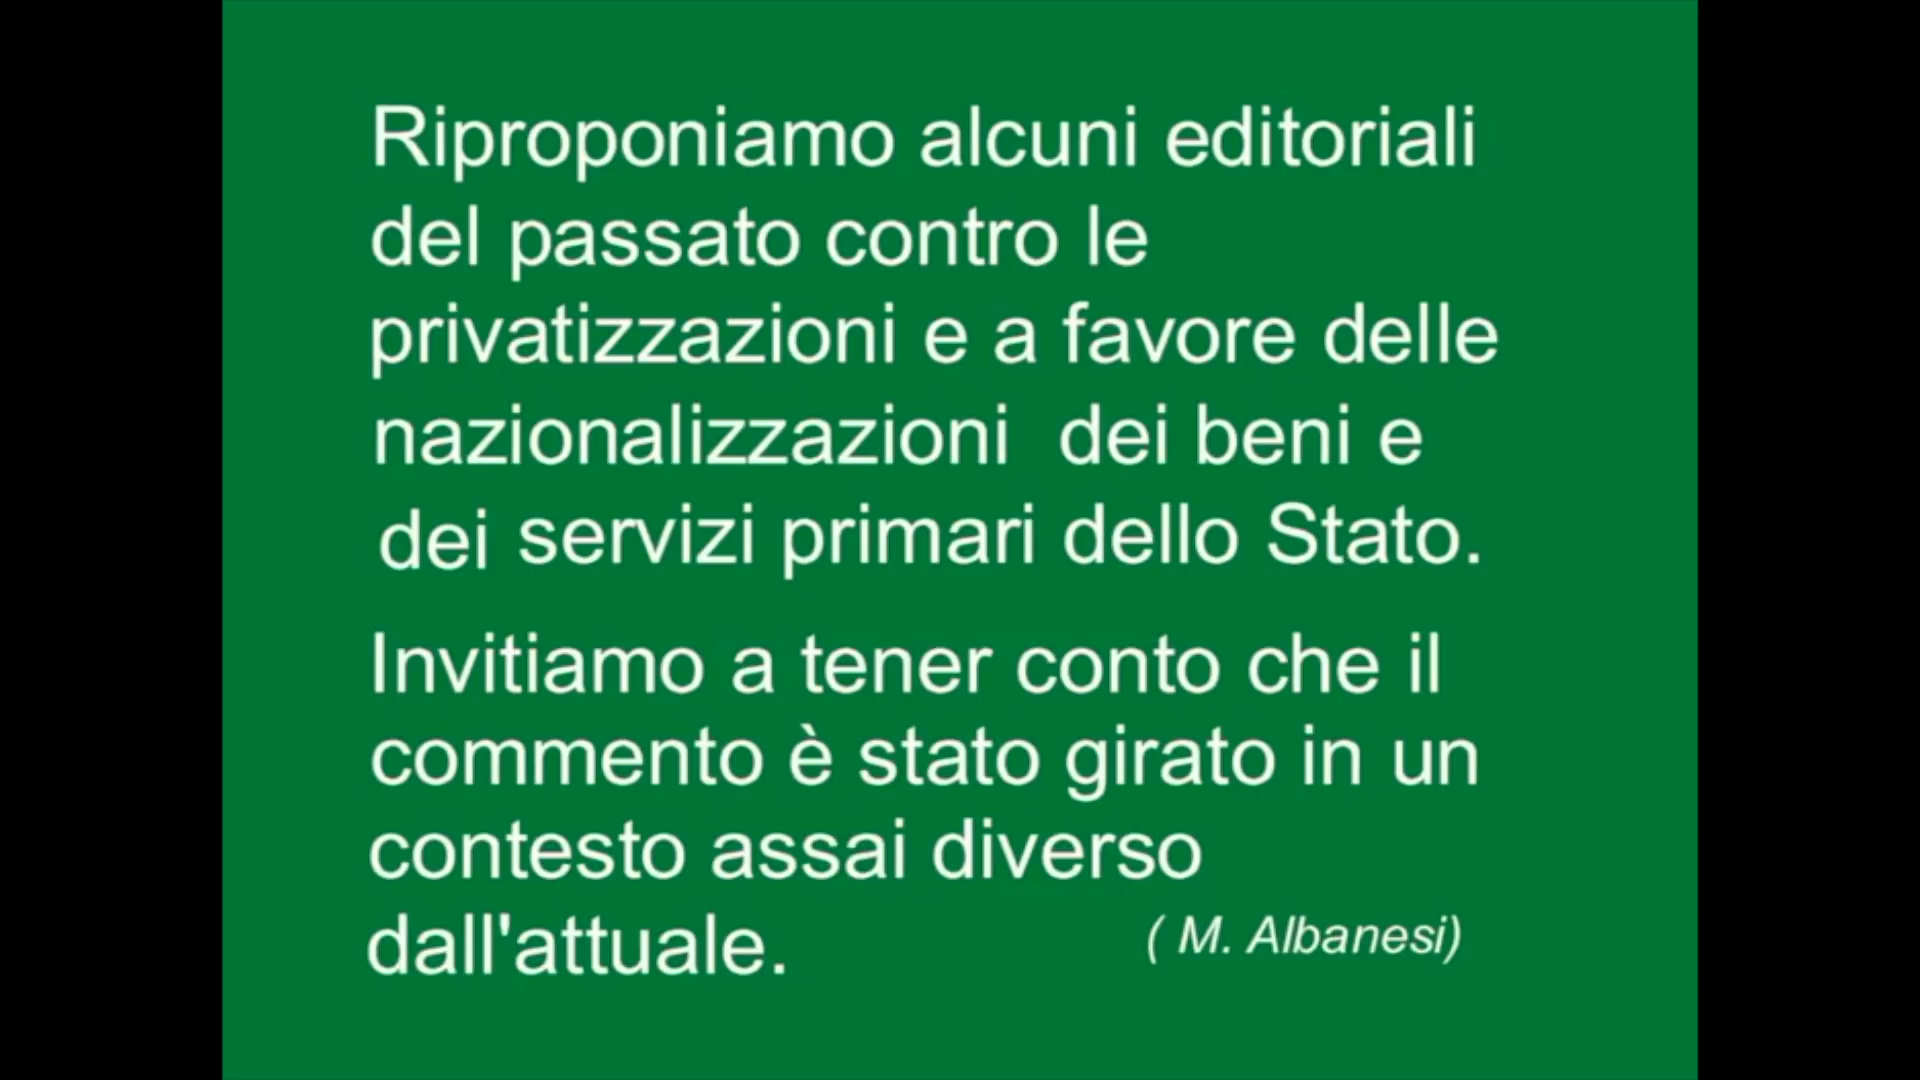 Riproponiamo alcuni editoriali
del passato contro le
privatizzazioni e a favore delle
nazionalizzazioni dei beni e
dei servizi primari dello Stato.
Invitiamo a tener conto che il
commento è stato girato in un
contesto assai diverso
dall'attuale. ( M. Albanesi)